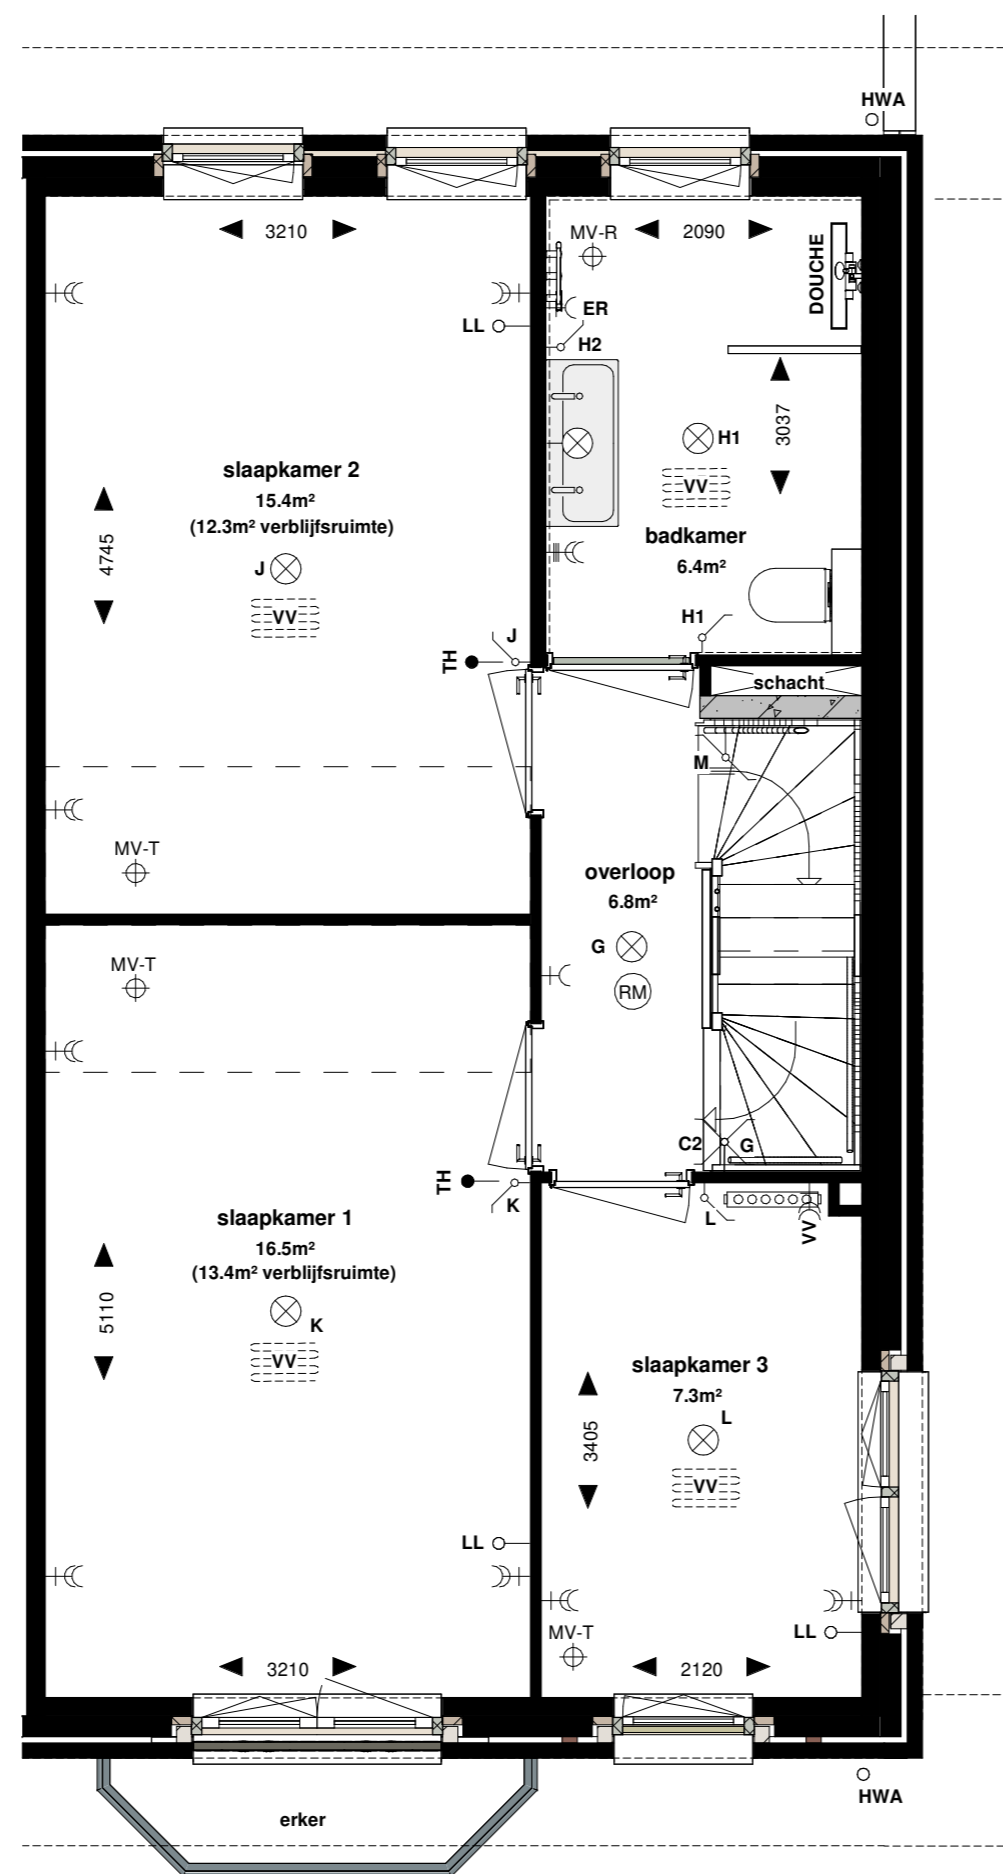 HWA
3210
MV-R
2090
DOUCHE
LL
ER
H2
3037
H1
slaapkamer 2
15.4m²
(12.3m² verblijfsruimte)
4745
J
VV
VV
badkamer
6.4m²
H1
J
TH
schacht
M
MV-T
overloop
6.8m²
G
RM
MV-T
C2
G
TH
K
L
VV
slaapkamer 1
16.5m²
(13.4m² verblijfsruimte)
5110
K
VV
slaapkamer 3
7.3m²
L
3405
VV
LL
MV-T
LL
3210
2120
HWA
erker